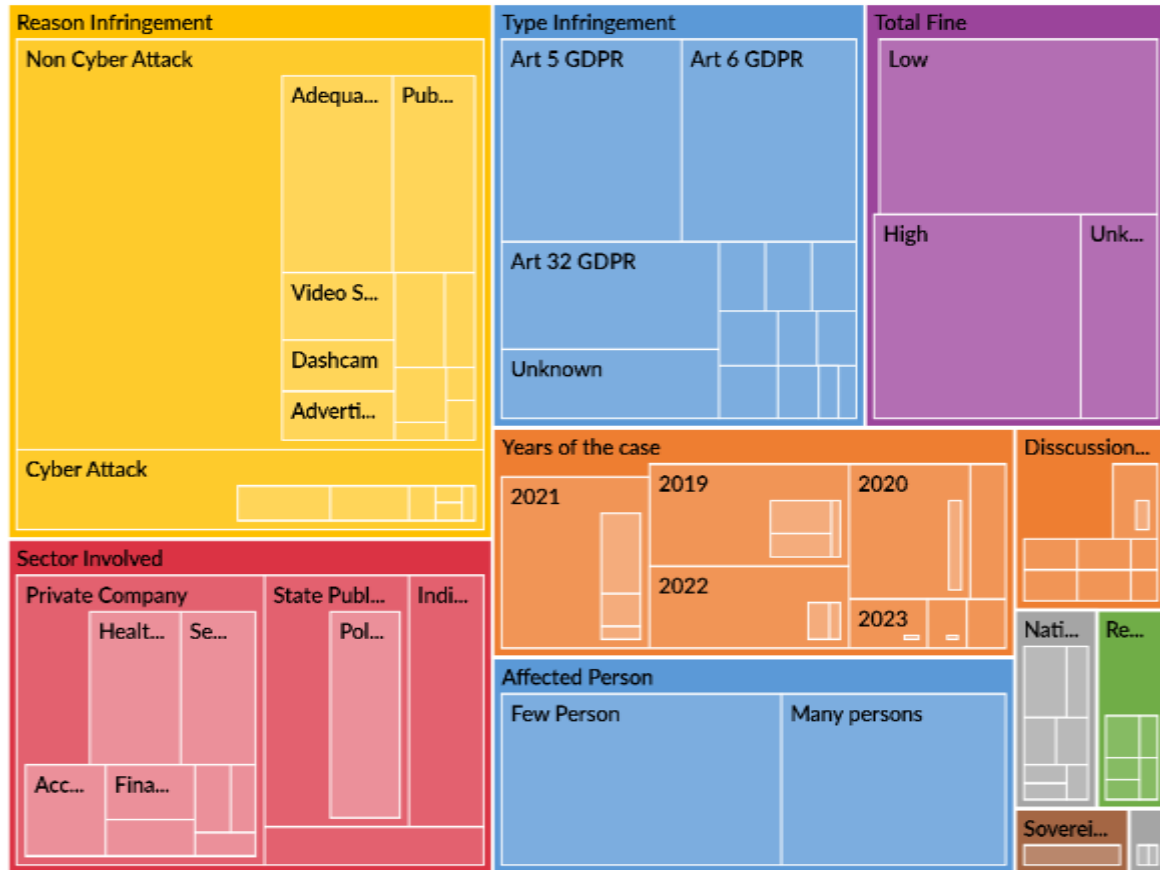 Reason Infringement
Non Cyber Attack
Adequa...
Pub...
Video S...
Dashcam
Adverti...
Cyber Attack
Type Infringement
Art 5 GDPR
Art 6 GDPR
Art 32 GDPR
Unknown
Total Fine
Low
High
Unk...
Years of the case
2021
2019
2020
2022
2023
Disscussion...
Sector Involved
Private Company
State Publ...
Indi...
Healt...
Se...
Pol...
Acc...
Fina...
Affected Person
Few Person
Many persons
Nati...
Re...
Soverei...